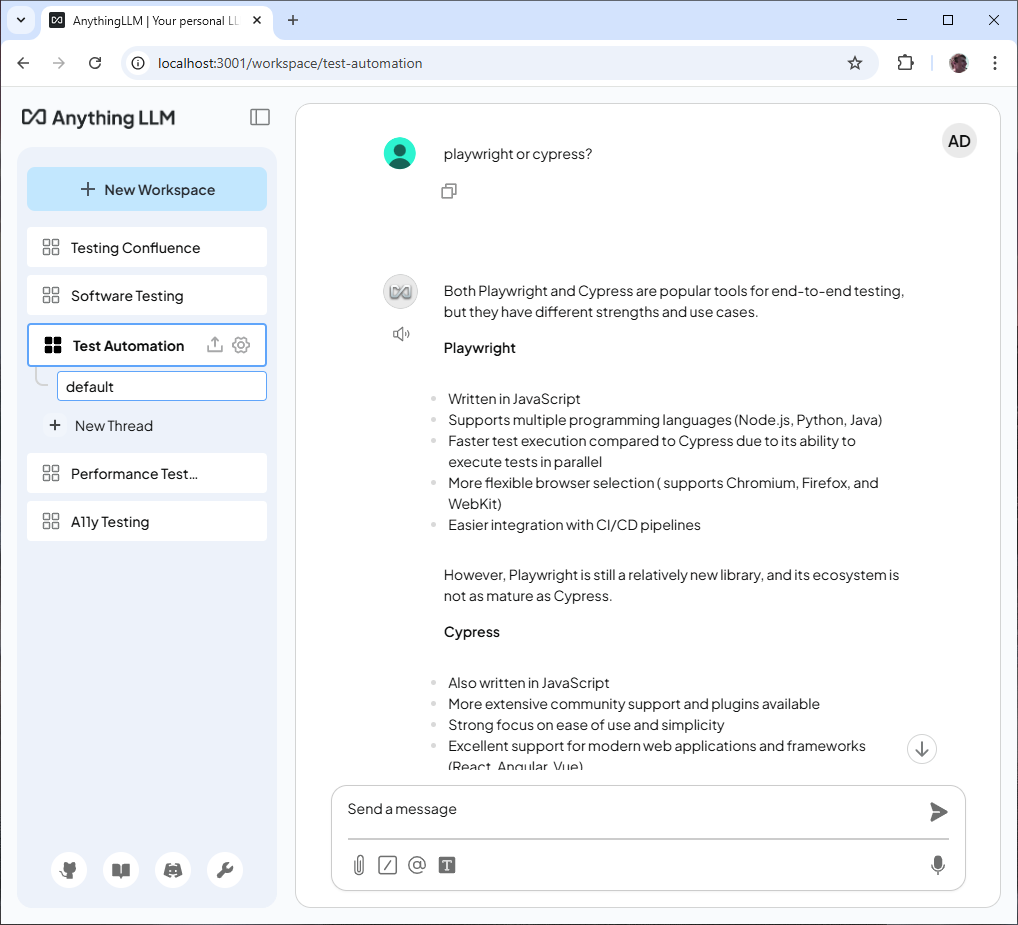 AnythingLLM | Your personal LL
localhost:3001/workspace/test-automation
Anything LLM
New Workspace
Testing Confluence
Software Testing
Test Automation
default
New Thread
Performance Test...
A11y Testing
AD
playwright or cypress?
Both Playwright and Cypress are popular tools for end-to-end testing,
but they have different strengths and use cases.
Playwright
Written in JavaScript
Supports multiple programming languages (Node.js, Python, Java)
Faster test execution compared to Cypress due to its ability to
execute tests in parallel
More flexible browser selection ( supports Chromium, Firefox, and
WebKit)
Easier integration with CI/CD pipelines
However, Playwright is still a relatively new library, and its ecosystem is
not as mature as Cypress.
Cypress
Also written in JavaScript
More extensive community support and plugins available
Strong focus on ease of use and simplicity
Excellent support for modern web applications and frameworks
(React, Angular, Vue)
Send a message